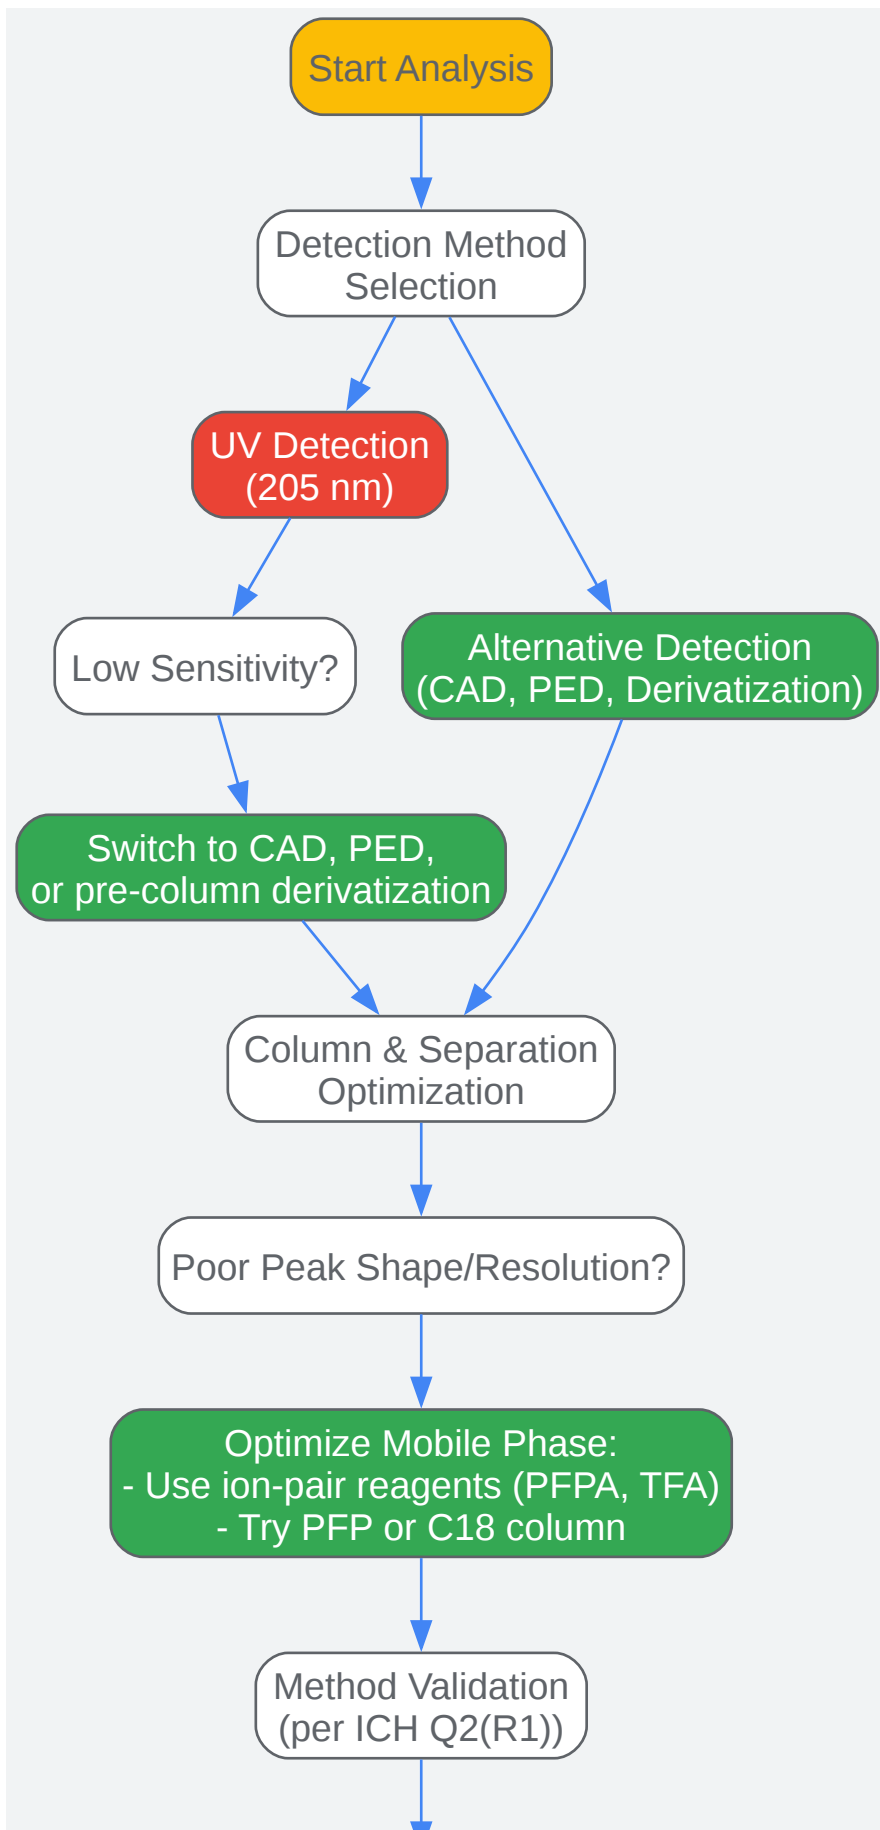 Start Analysis
Detection Method
Selection
UV Detection
(205 nm)
Low Sensitivity?
Alternative Detection
(CAD, PED, Derivatization)
Switch to CAD, PED,
or pre-column derivatization
Column & Separation
Optimization
Poor Peak Shape/Resolution?
Optimize Mobile Phase:
- Use ion-pair reagents (PFPA, TFA)
- Try PFP or C18 column
Method Validation
(per ICH Q2(R1))